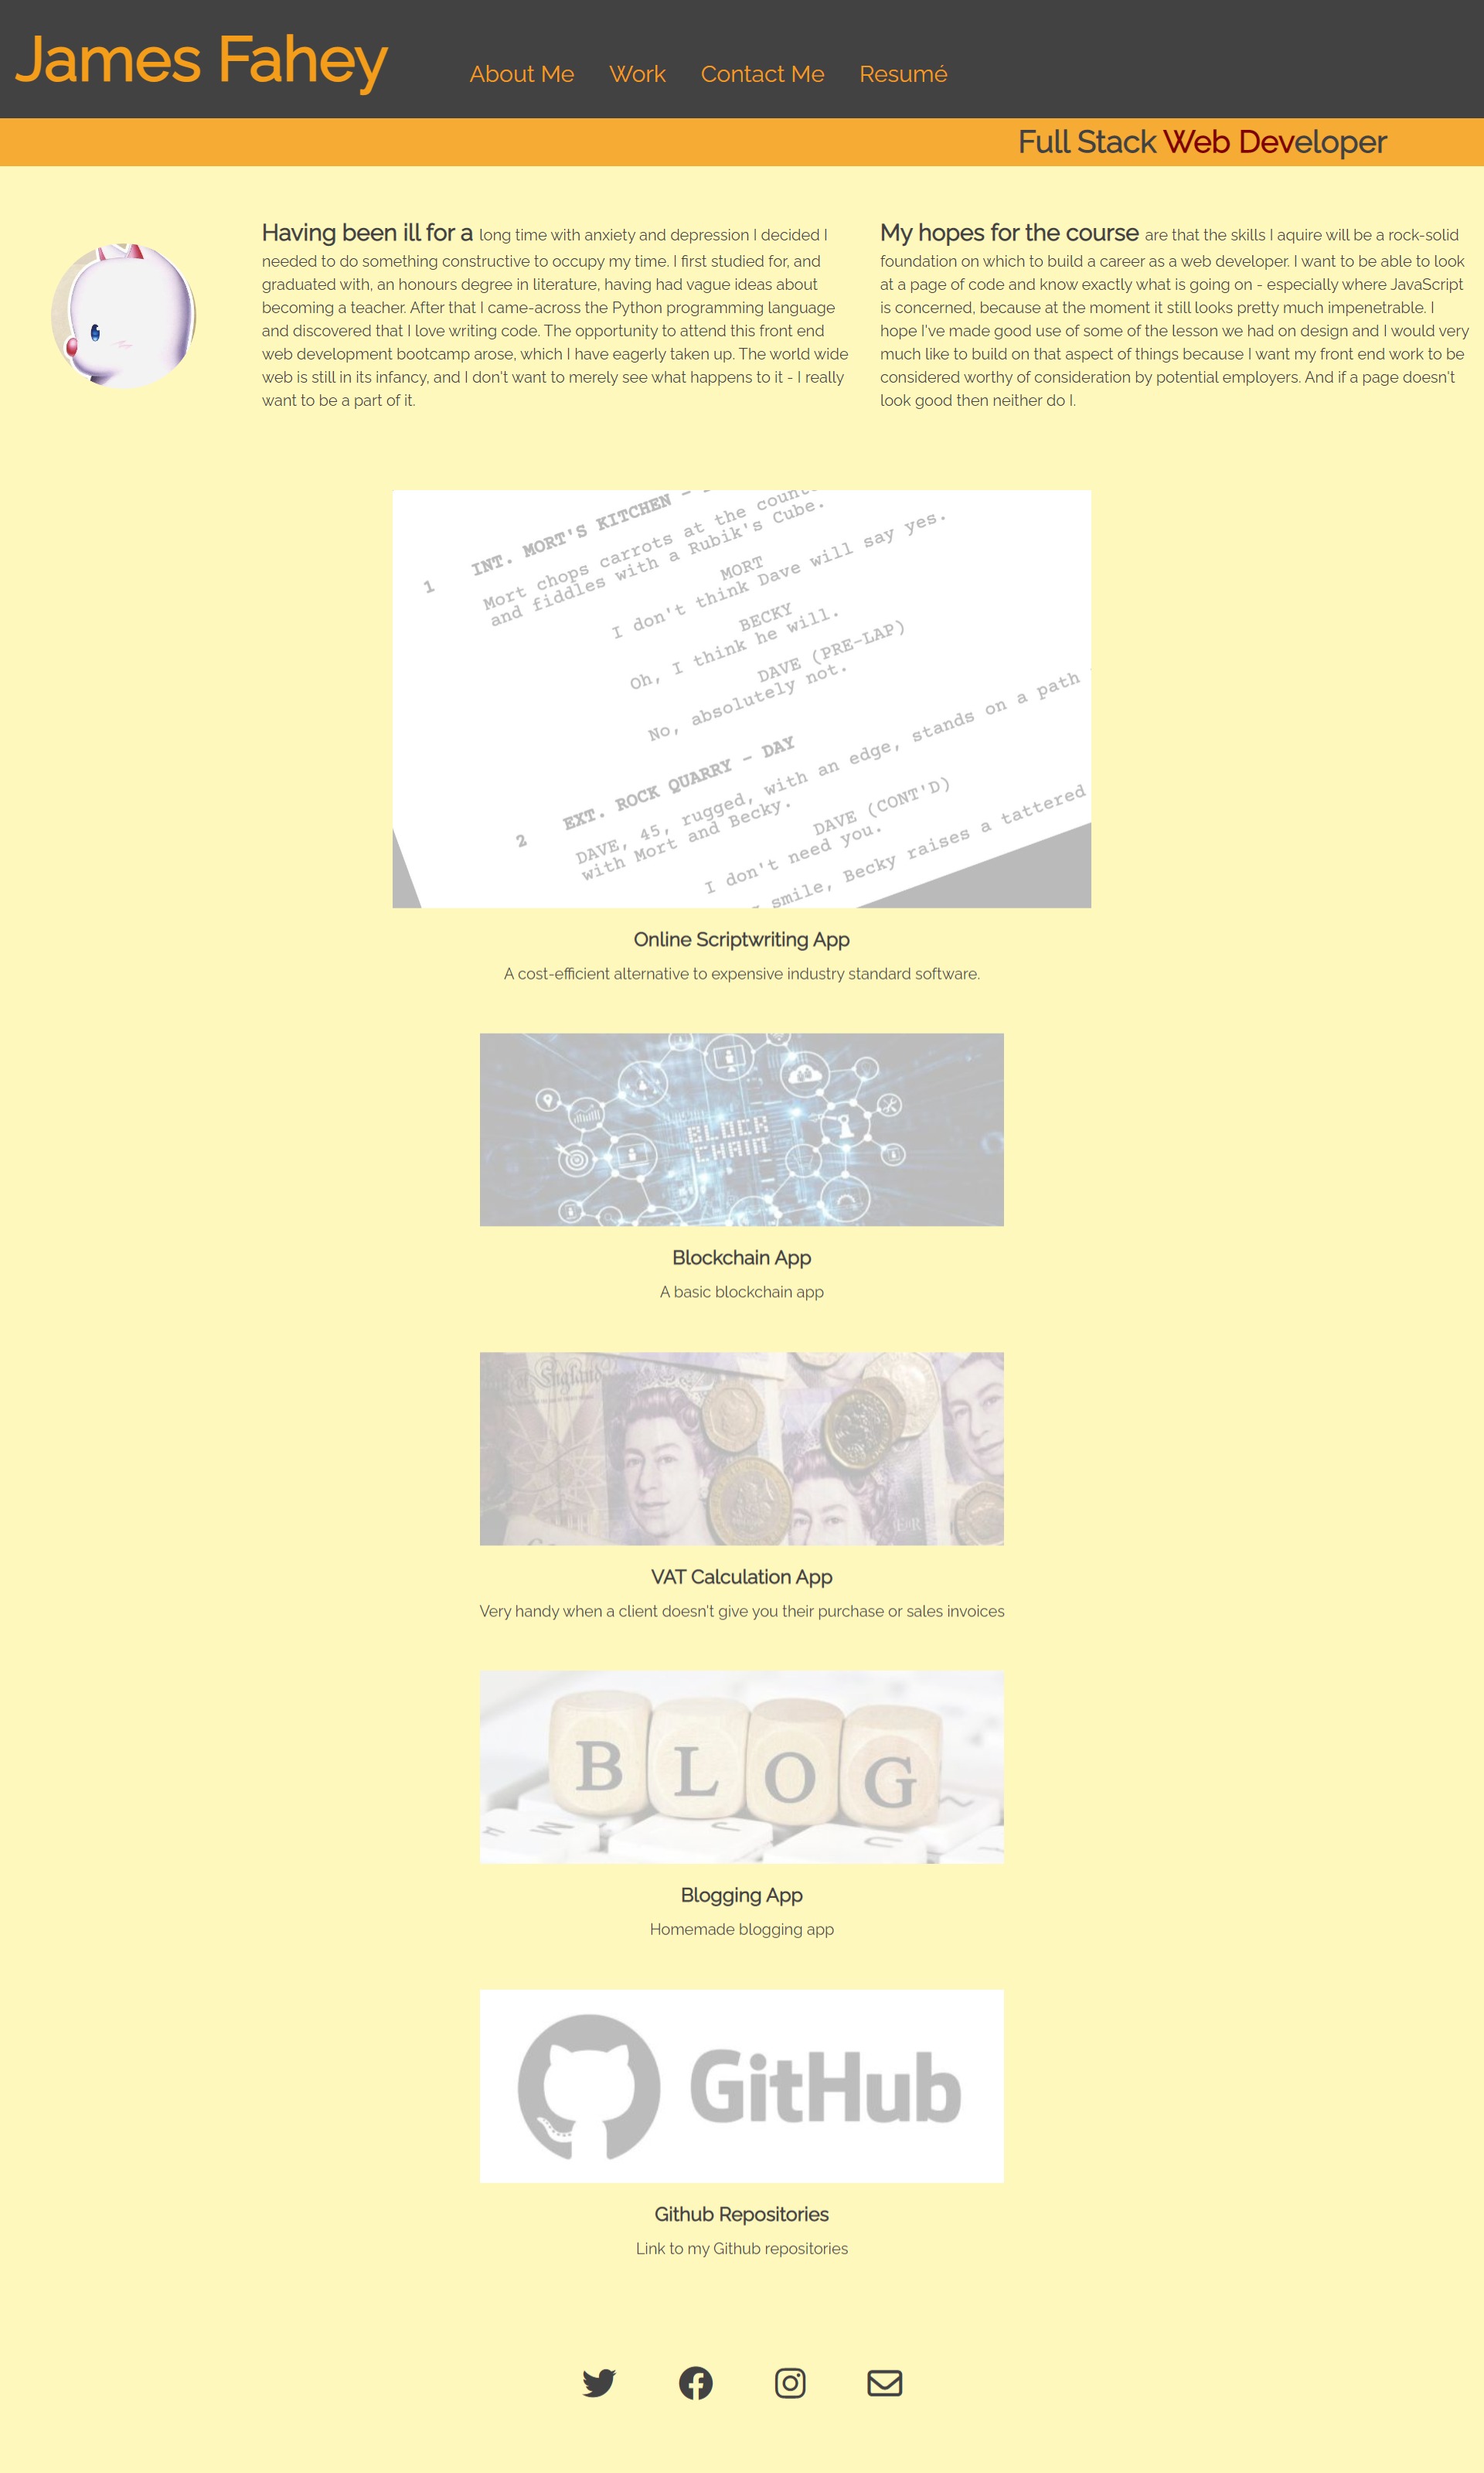 James Fahey
About Me
Work
Contact Me
Resumé
Full Stack Web Developer
Having been ill for a long time with anxiety and depression I decided I
needed to do something constructive to occupy my time. I first studied for, and
graduated with, an honours degree in literature, having had vague ideas about
becoming a teacher. After that I came-across the Python programming language
and discovered that I love writing code. The opportunity to attend this front end
web development bootcamp arose, which I have eagerly taken up. The world wide
web is still in its infancy, and I don't want to merely see what happens to it - I really
want to be a part of it.
My hopes for the course are that the skills I aquire will be a rock-solid
foundation on which to build a career as a web developer. I want to be able to look
at a page of code and know exactly what is going on - especially where JavaScript
is concerned, because at the moment it still looks pretty much impenetrable. I
hope I've made good use of some of the lesson we had on design and I would very
much like to build on that aspect of things because I want my front end work to be
considered worthy of consideration by potential employers. And if a page doesn't
look good then neither do I.
1 INT. MORT'S KITCHEN -
Mort chops carrots at the
and fiddles with a Rubik's Cube.
MORT
I don't think Dave will say yes.
BECKY
Oh, I think he will.
DAVE (PRE-LAP)
No, absolutely not.
2 EXT. ROCK QUARRY - DAY
DAVE, 45, rugged, with an edge, stands on a path
with Mort and Becky.
DAVE (CONT'D)
I don't need you.
smile, Becky raises a tattered
Online Scriptwriting App
A cost-efficient alternative to expensive industry standard software.
BLOCK
CHAIN
Blockchain App
A basic blockchain app
England
VAT Calculation App
Very handy when a client doesn't give you their purchase or sales invoices
BLOG
Blogging App
Homemade blogging app
GitHub
Github Repositories
Link to my Github repositories